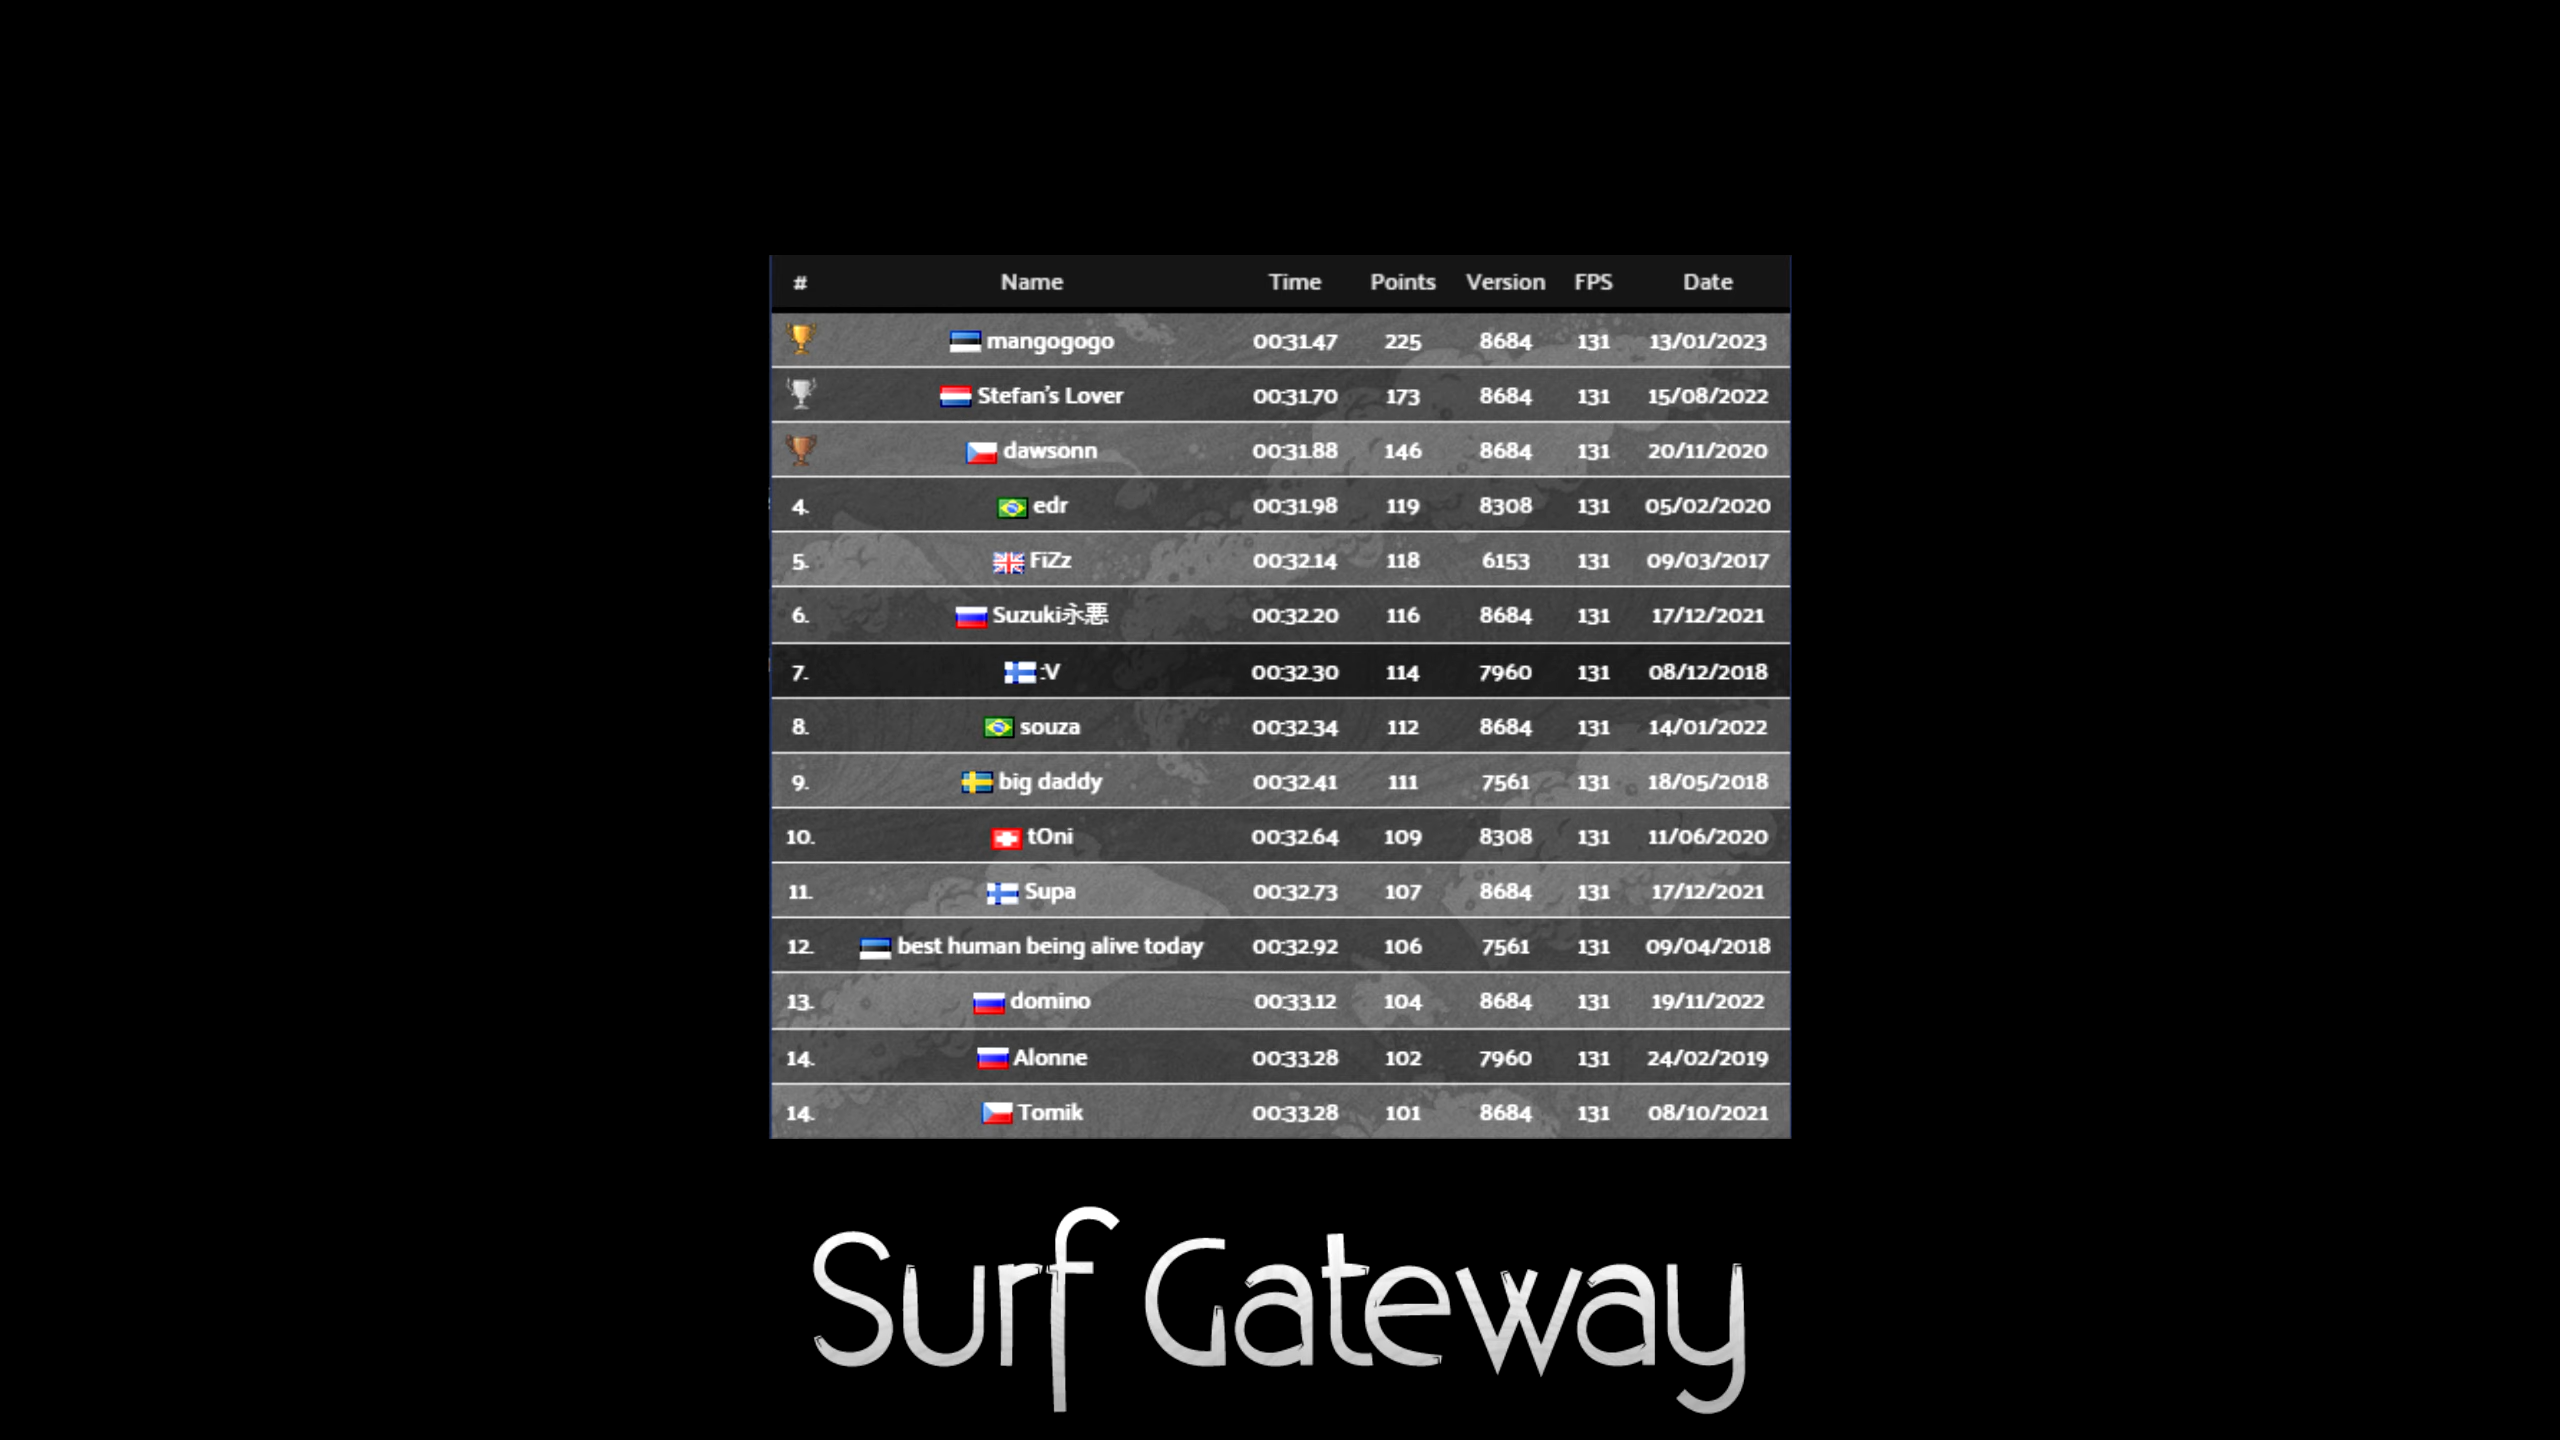 # Name Time Points Version FPS Date
mangogogo 00:31.47 225 8684 131 13/01/2023
Stefan's Lover 00:31.70 173 8684 131 15/08/2022
dawsonn 00:31.88 146 8684 131 20/11/2020
4. edr 00:31.98 119 8308 131 05/02/2020
5. FiZz 00:32.14 118 6153 131 09/03/2017
6. Suzuki永悪 00:32.20 116 8684 131 17/12/2021
7. :V 00:32.30 114 7960 131 08/12/2018
8. souza 00:32.34 112 8684 131 14/01/2022
9. big daddy 00:32.41 111 7561 131 18/05/2018
10. tOni 00:32.64 109 8308 131 11/06/2020
11. Supa 00:32.73 107 8684 131 17/12/2021
12. best human being alive today 00:32.92 106 7561 131 09/04/2018
13. domino 00:33.12 104 8684 131 19/11/2022
14. Alonne 00:33.28 102 7960 131 24/02/2019
14. Tomik 00:33.28 101 8684 131 08/10/2021
Surf Gateway